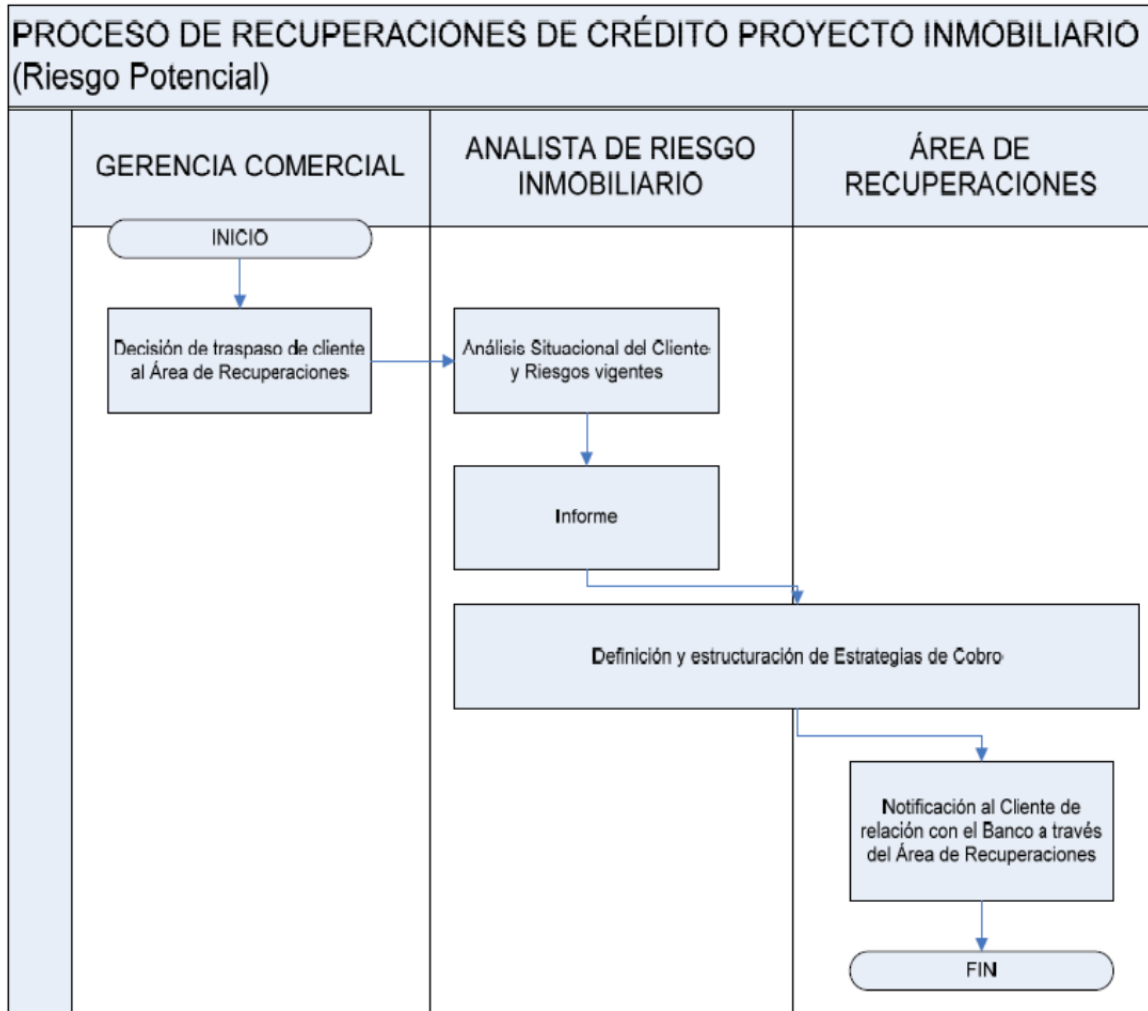 PROCESO DE RECUPERACIONES DE CRÉDITO PROYECTO INMOBILIARIO
(Riesgo Potencial)
GERENCIA COMERCIAL
ANALISTA DE RIESGO
INMOBILIARIO
ÁREA DE
RECUPERACIONES
INICIO
Decisión de traspaso de cliente
al Área de Recuperaciones
Análisis Situacional del Cliente
y Riesgos vigentes
Informe
Definición y estructuración de Estrategias de Cobro
Notificación al Cliente de
relación con el Banco a través
del Área de Recuperaciones
FIN